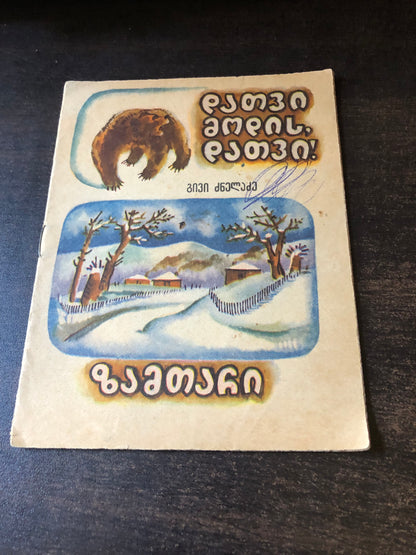 დათვი
მოდის,
დათვი!
გივი ძნელაძე
ზამთარი